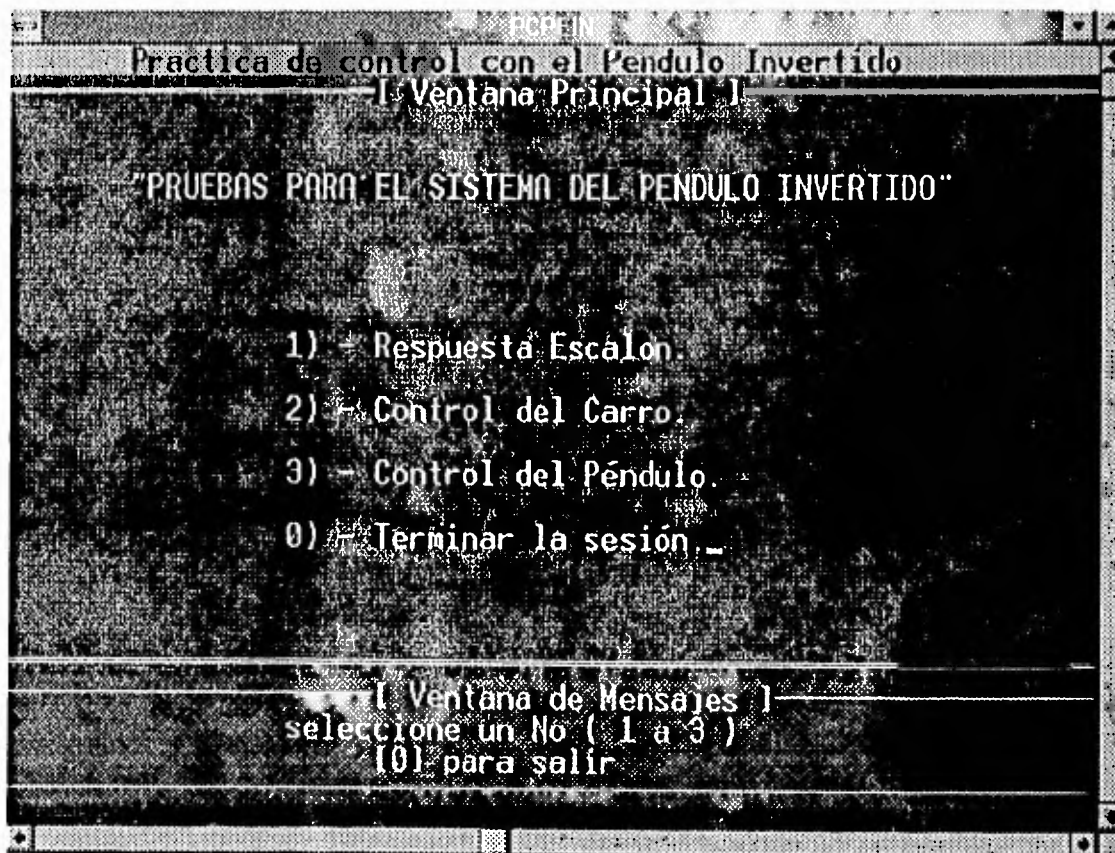 PCPFIN
Practica de control con el Pendulo Invertido
[ Ventana Principal ]
"PRUEBAS PARA EL SISTEMA DEL PENDULO INVERTIDO"
1) - Respuesta Escalon.
2) - Control del Carro.
3) - Control del Péndulo.
0) - Terminar la sesión._
[ Ventana de Mensajes ]
seleccione un No ( 1 a 3 )
[0] para salir